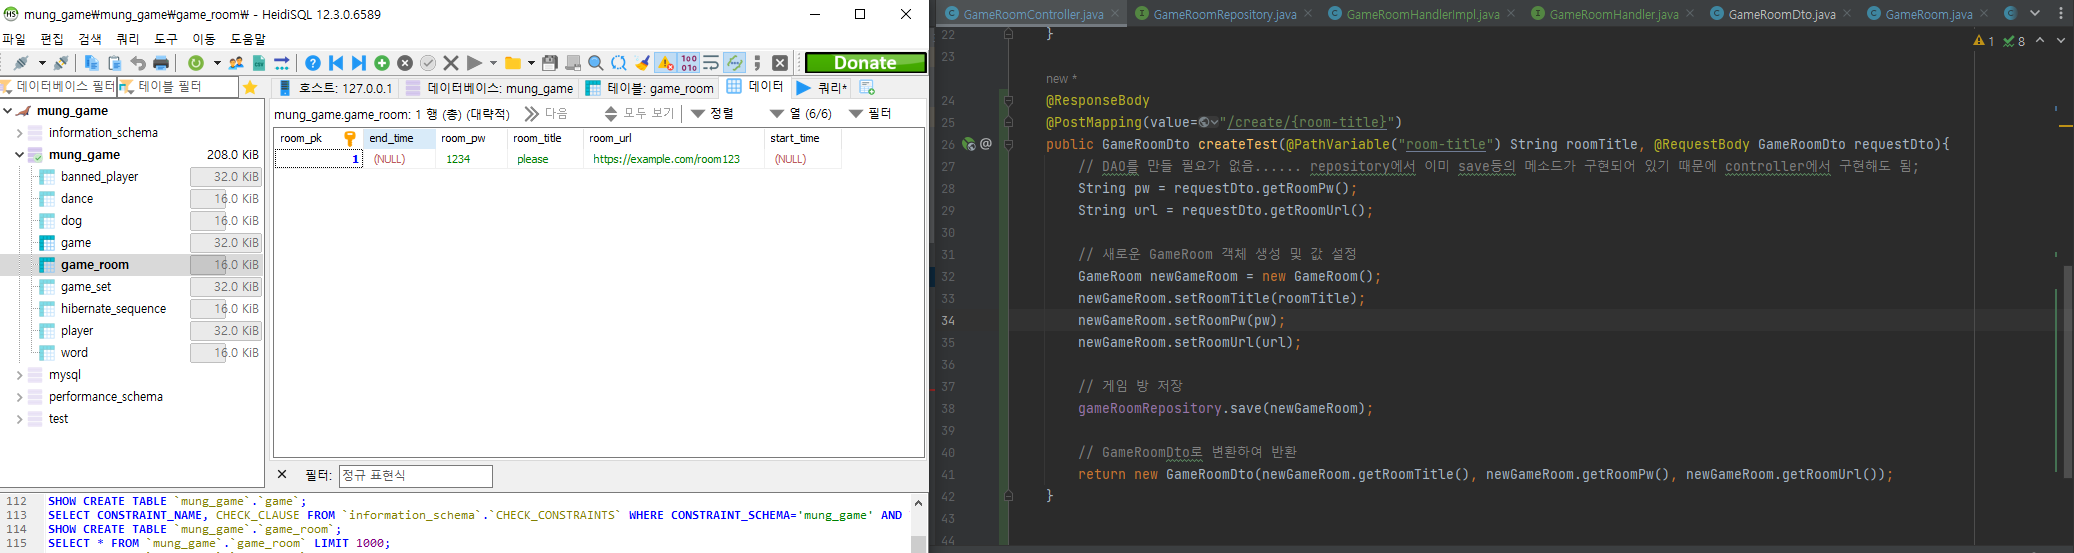 mung_game₩mung_game₩game_room₩ - HeidiSQL 12.3.0.6589
파일 편집 검색 쿼리 도구 이동 도움말
Donate
데이터베이스 필터 테이블 필터
호스트: 127.0.0.1 데이터베이스: mung_game 테이블: game_room 데이터 쿼리*
mung_game.game_room: 1 행 (총) (대략적) 다음 모두 보기 정렬 열 (6/6) 필터
room_pk end_time room_pw room_title room_url start_time
1 (NULL) 1234 please https://example.com/room123 (NULL)
mung_game
information_schema
mung_game 208.0 KiB
banned_player 32.0 KiB
dance 16.0 KiB
dog 16.0 KiB
game 32.0 KiB
game_room 16.0 KiB
game_set 32.0 KiB
hibernate_sequence 16.0 KiB
player 32.0 KiB
word 16.0 KiB
mysql
performance_schema
test
필터: 정규 표현식
112 SHOW CREATE TABLE `mung_game`.`game`;
113 SELECT CONSTRAINT_NAME, CHECK_CLAUSE FROM `information_schema`.`CHECK_CONSTRAINTS` WHERE CONSTRAINT_SCHEMA='mung_game' AND
114 SHOW CREATE TABLE `mung_game`.`game_room`;
115 SELECT * FROM `mung_game`.`game_room` LIMIT 1000;
GameRoomController.java GameRoomRepository.java GameRoomHandlerImpl.java GameRoomHandler.java GameRoomDto.java GameRoom.java
1 8
22 }
23
new *
24 @ResponseBody
25 @PostMapping(value="/create/{room-title}")
26 public GameRoomDto createTest(@PathVariable("room-title") String roomTitle, @RequestBody GameRoomDto requestDto){
27 // DAO를 만들 필요가 없음...... repository에서 이미 save등의 메소드가 구현되어 있기 때문에 controller에서 구현해도 됨;
28 String pw = requestDto.getRoomPw();
29 String url = requestDto.getRoomUrl();
30
31 // 새로운 GameRoom 객체 생성 및 값 설정
32 GameRoom newGameRoom = new GameRoom();
33 newGameRoom.setRoomTitle(roomTitle);
34 newGameRoom.setRoomPw(pw);
35 newGameRoom.setRoomUrl(url);
36
37 // 게임 방 저장
38 gameRoomRepository.save(newGameRoom);
39
40 // GameRoomDto로 변환하여 반환
41 return new GameRoomDto(newGameRoom.getRoomTitle(), newGameRoom.getRoomPw(), newGameRoom.getRoomUrl());
42 }
43
44